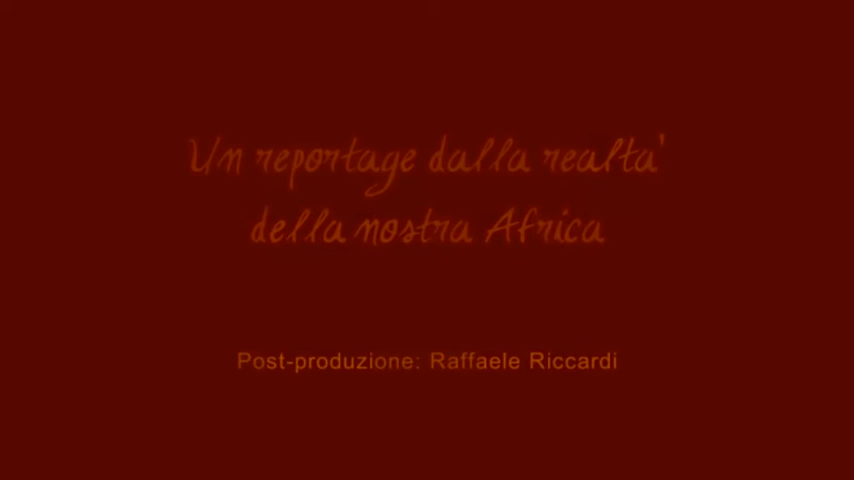 Un reportage dalla realta'
della nostra Africa
Post-produzione: Raffaele Riccardi